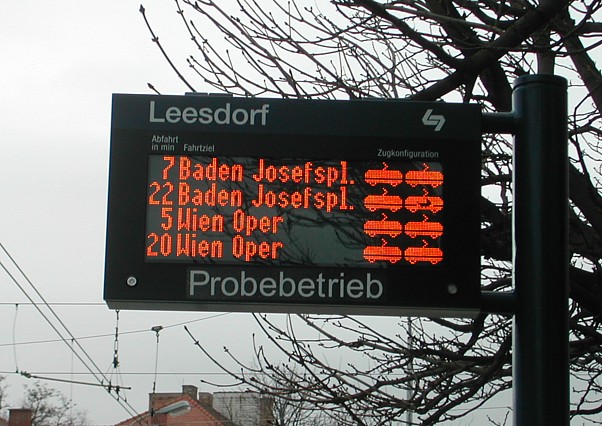 Leesdorf
Abfahrt
in min Fahrtziel Zugkonfiguration
7 Baden Josefspl.
22 Baden Josefspl.
5 Wien Oper
20 Wien Oper
Probebetrieb